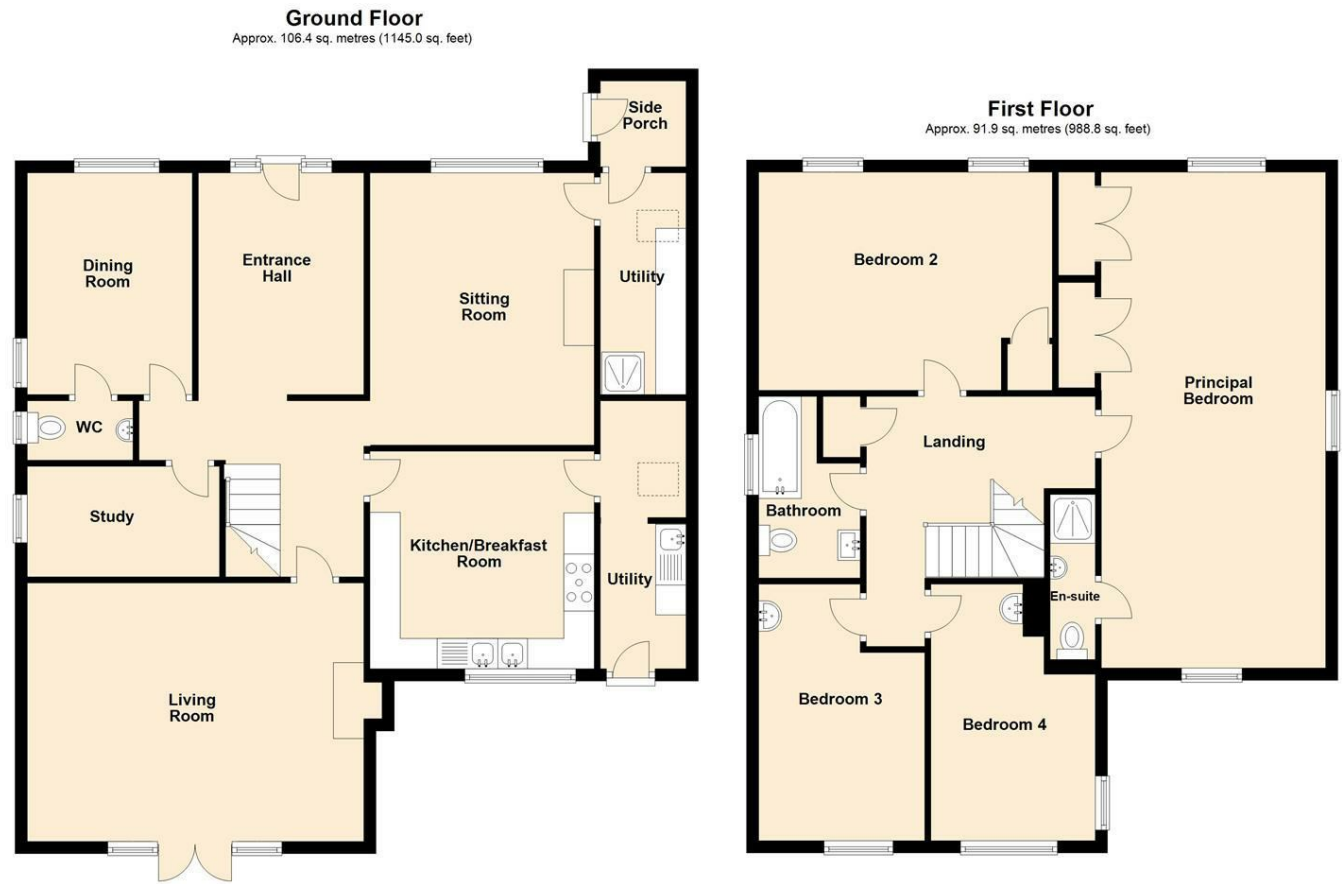 Ground Floor
Approx. 106.4 sq. metres (1145.0 sq. feet)
Side
Porch
Dining
Room
Entrance
Hall
Sitting
Room
Utility
WC
Study
Kitchen/Breakfast
Room
Utility
Living
Room
First Floor
Approx. 91.9 sq. metres (988.8 sq. feet)
Bedroom 2
Principal
Bedroom
Landing
Bathroom
En-suite
Bedroom 3
Bedroom 4